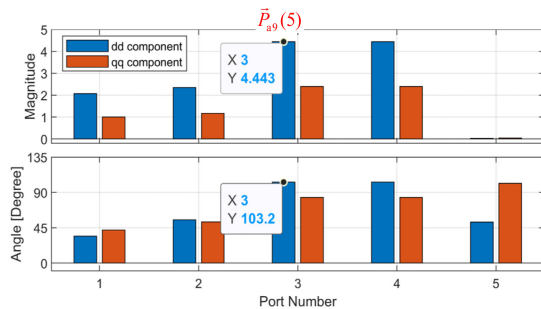 P⃗a9(5)
5
4
3
2
1
0
Magnitude
dd component
qq component
X 3
Y 4.443
135
90
45
0
Angle [Degree]
X 3
Y 103.2
1 2 3 4 5
Port Number